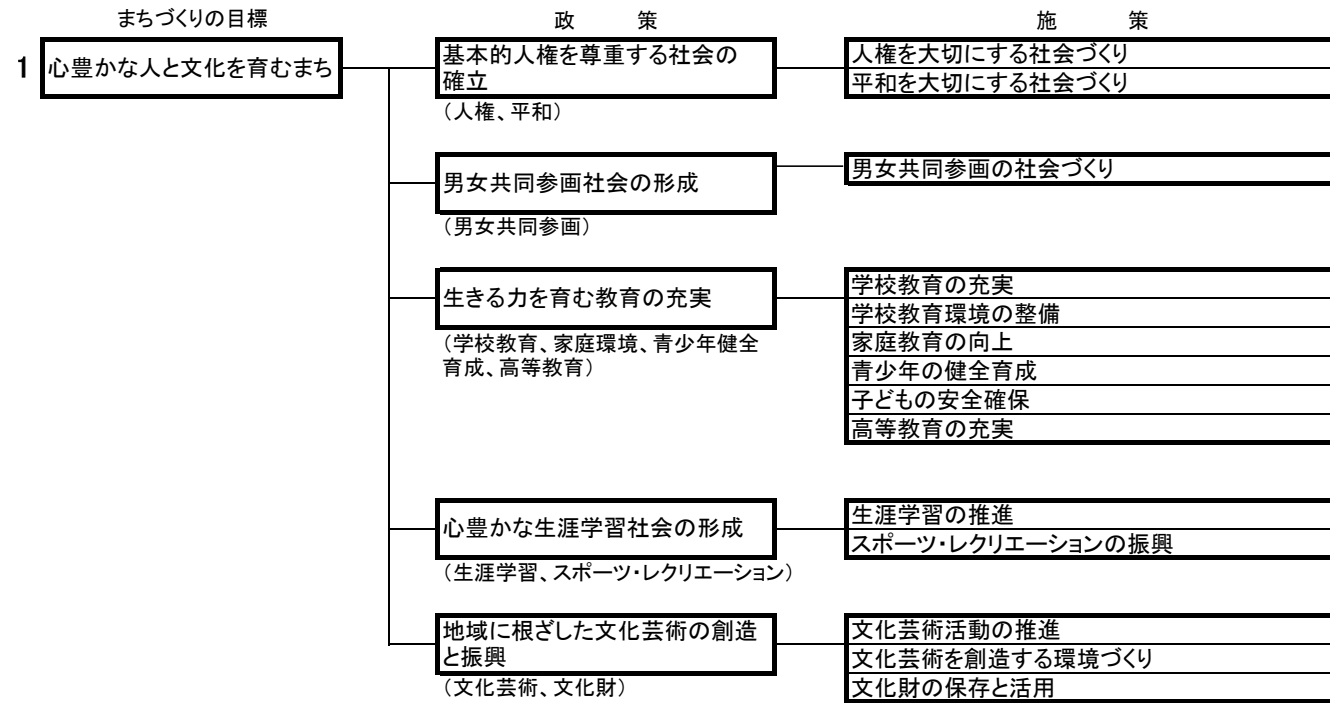 まちづくりの目標
政 策
施 策
1 心豊かな人と文化を育むまち
基本的人権を尊重する社会の
確立
(人権、平和)
人権を大切にする社会づくり
平和を大切にする社会づくり
男女共同参画社会の形成
(男女共同参画)
男女共同参画の社会づくり
生きる力を育む教育の充実
(学校教育、家庭環境、青少年健全
育成、高等教育)
学校教育の充実
学校教育環境の整備
家庭教育の向上
青少年の健全育成
子どもの安全確保
高等教育の充実
心豊かな生涯学習社会の形成
(生涯学習、スポーツ・レクリエーション)
生涯学習の推進
スポーツ・レクリエーションの振興
地域に根ざした文化芸術の創造
と振興
(文化芸術、文化財)
文化芸術活動の推進
文化芸術を創造する環境づくり
文化財の保存と活用